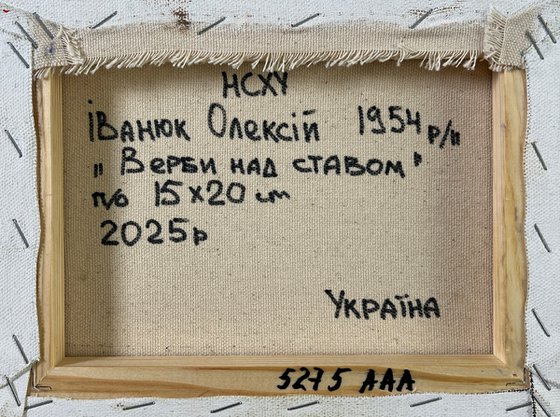 НСХУ
Іванюк Олексій 1954 р/н
„Верби над ставом”
п/о 15х20 см
2025р
Україна
5275 ААА